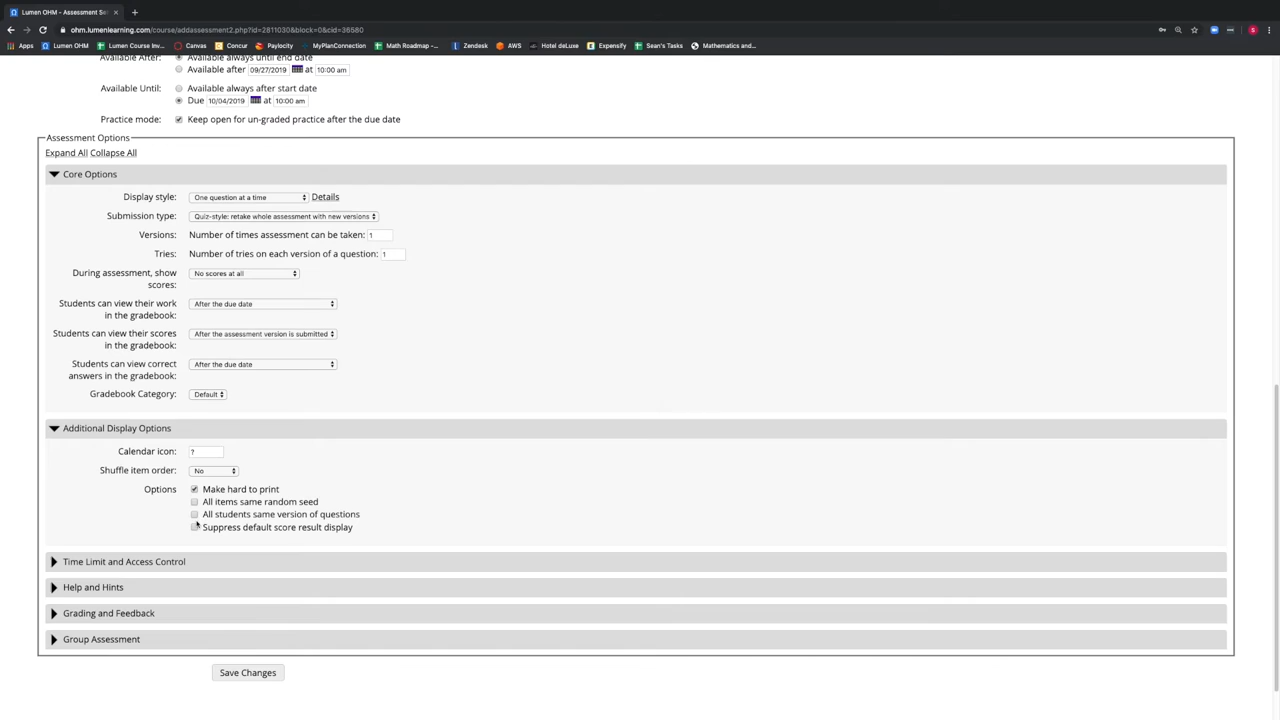 Lumen OHM - Assessment Se
ohm.lumenlearning.com/course/addassessment2.php?id=2811030&block=0&cid=36580
Apps Lumen OHM Lumen Course Inv... Canvas Concur Paylocity MyPlanConnection Math Roadmap -... Zendesk AWS Hotel deLuxe Expensify Sean's Tasks Mathematics and...
Available After: Available always until end date
Available after 09/27/2019 at 10:00 am
Available Until: Available always after start date
Due 10/04/2019 at 10:00 am
Practice mode: Keep open for un-graded practice after the due date
Assessment Options
Expand All Collapse All
Core Options
Display style: One question at a time Details
Submission type: Quiz-style: retake whole assessment with new versions
Versions: Number of times assessment can be taken: 1
Tries: Number of tries on each version of a question: 1
During assessment, show scores: No scores at all
Students can view their work in the gradebook: After the due date
Students can view their scores in the gradebook: After the assessment version is submitted
Students can view correct answers in the gradebook: After the due date
Gradebook Category: Default
Additional Display Options
Calendar icon: ?
Shuffle item order: No
Options Make hard to print
All items same random seed
All students same version of questions
Suppress default score result display
Time Limit and Access Control
Help and Hints
Grading and Feedback
Group Assessment
Save Changes